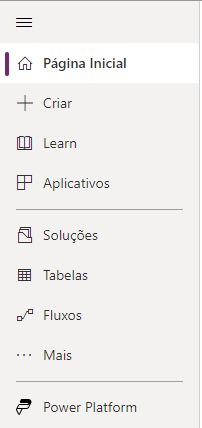 Página Inicial
Criar
Learn
Aplicativos
Soluções
Tabelas
Fluxos
Mais
Power Platform